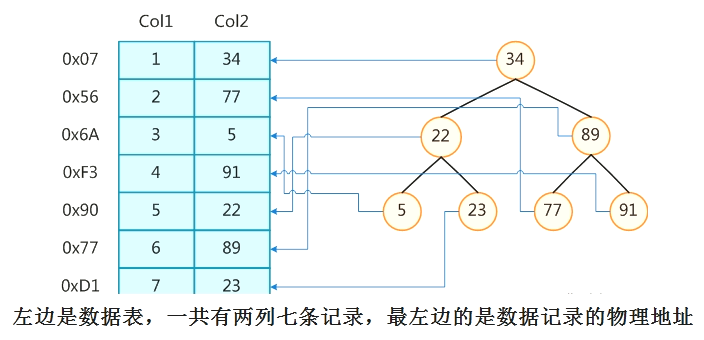 Col1 Col2
0x07 1 34
0x56 2 77
0x6A 3 5
0xF3 4 91
0x90 5 22
0x77 6 89
0xD1 7 23
34
22 89
5 23 77 91
左边是数据表，一共有两列七条记录，最左边的是数据记录的物理地址